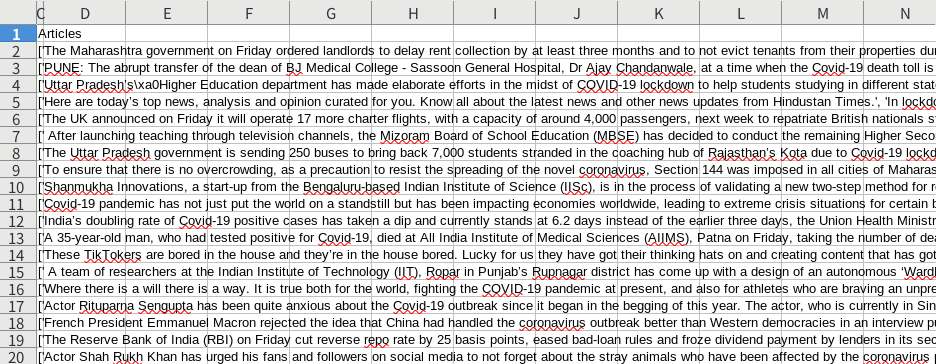 C D E F G H I J K L M N
1 Articles
2 ['The Maharashtra government on Friday ordered landlords to delay rent collection by at least three months and to not evict tenants from their properties du
3 ['PUNE: The abrupt transfer of the dean of BJ Medical College - Sassoon General Hospital, Dr Ajay Chandanwale, at a time when the Covid-19 death toll is
4 ['Uttar Pradesh's\xa0Higher Education department has made elaborate efforts in the midst of COVID-19 lockdown to help students studying in different state
5 ['Here are today's top news, analysis and opinion curated for you. Know all about the latest news and other news updates from Hindustan Times.', 'In lockd
6 ['The UK announced on Friday it will operate 17 more charter flights, with a capacity of around 4,000 passengers, next week to repatriate British nationals s
7 [' After launching teaching through television channels, the Mizoram Board of School Education (MBSE) has decided to conduct the remaining Higher Seco
8 ['The Uttar Pradesh government is sending 250 buses to bring back 7,000 students stranded in the coaching hub of Rajasthan's Kota due to Covid-19 lockd
9 ['To ensure that there is no overcrowding, as a precaution to resist the spreading of the novel coronavirus, Section 144 was imposed in all cities of Maharas
10 ['Shanmukha Innovations, a start-up from the Bengaluru-based Indian Institute of Science (IISc), is in the process of validating a new two-step method for r
11 ['Covid-19 pandemic has not just put the world on a standstill but has been impacting economies worldwide, leading to extreme crisis situations for certain b
12 ['India's doubling rate of Covid-19 positive cases has taken a dip and currently stands at 6.2 days instead of the earlier three days, the Union Health Ministr
13 ['A 35-year-old man, who had tested positive for Covid-19, died at All India Institute of Medical Sciences (AIIMS), Patna on Friday, taking the number of dea
14 ['These TikTokers are bored in the house and they're in the house bored. Lucky for us they have got their thinking hats on and creating content that has got
15 [' A team of researchers at the Indian Institute of Technology (IIT), Ropar in Punjab's Rupnagar district has come up with a design of an autonomous 'Wardl
16 ['Where there is a will there is a way. It is true both for the world, fighting the COVID-19 pandemic at present, and also for athletes who are braving an unpre
17 ['Actor Rituparna Sengupta has been quite anxious about the Covid-19 outbreak since it began in the begging of this year. The actor, who is currently in Sin
18 ['French President Emmanuel Macron rejected the idea that China had handled the coronavirus outbreak better than Western democracies in an interview pu
19 ['The Reserve Bank of India (RBI) on Friday cut reverse repo rate by 25 basis points, eased bad-loan rules and froze dividend payment by lenders in its sec
20 ['Actor Shah Rukh Khan has urged his fans and followers on social media to not forget about the stray animals who have been affected by the coronavirus